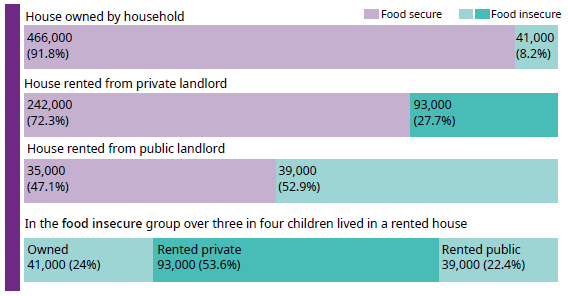 House owned by household
Food secure
Food insecure
466,000
(91.8%)
41,000
(8.2%)
House rented from private landlord
242,000
(72.3%)
93,000
(27.7%)
House rented from public landlord
35,000
(47.1%)
39,000
(52.9%)
In the food insecure group over three in four children lived in a rented house
Owned
41,000 (24%)
Rented private
93,000 (53.6%)
Rented public
39,000 (22.4%)